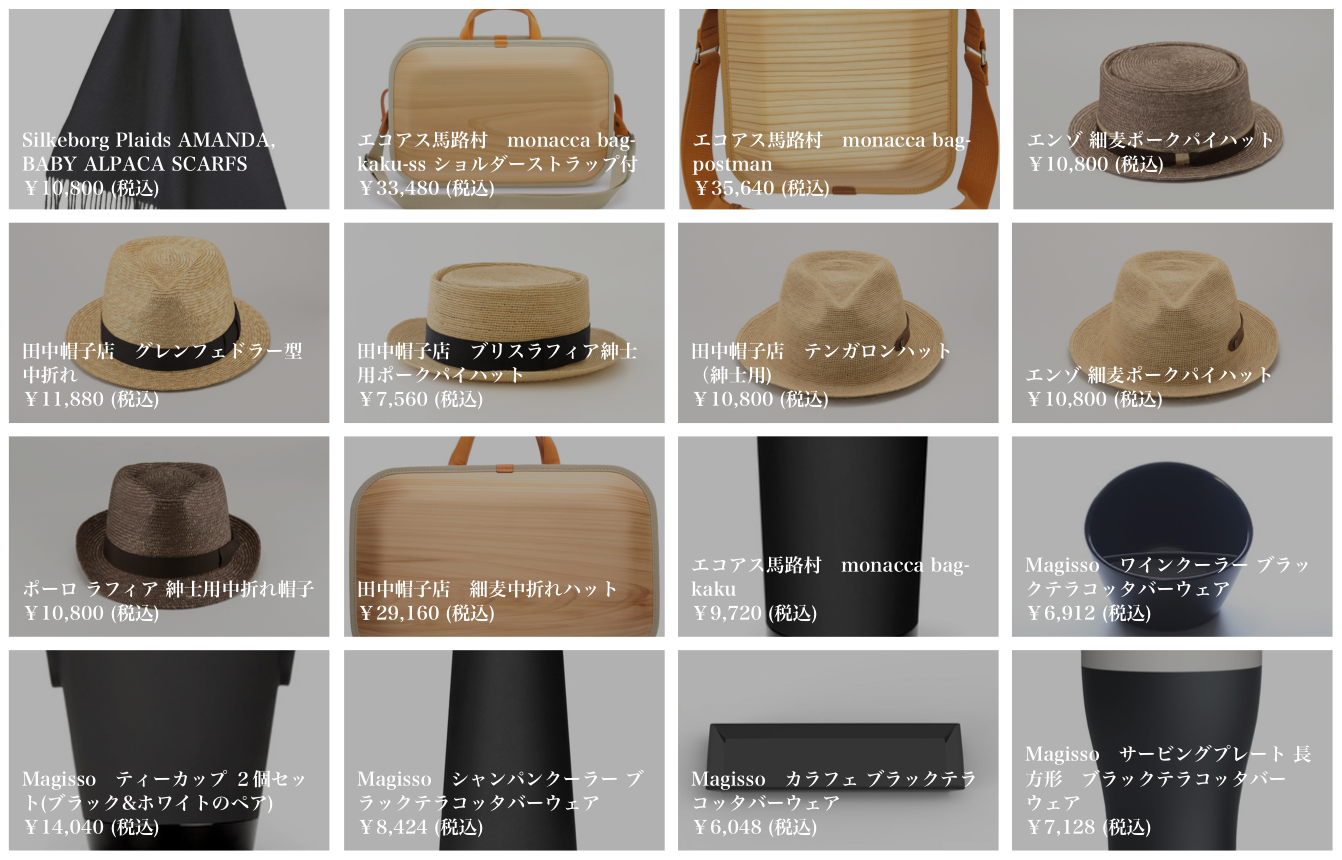 Silkeborg Plaids AMANDA,
BABY ALPACA SCARFS
￥10,800 (税込)
エコアス馬路村　monacca bag-
kaku-ss ショルダーストラップ付
￥33,480 (税込)
エコアス馬路村　monacca bag-
postman
￥35,640 (税込)
エンゾ 細麦ポークパイハット
￥10,800 (税込)
田中帽子店　グレンフェドラー型
中折れ
￥11,880 (税込)
田中帽子店　ブリスラフィア紳士
用ポークパイハット
￥7,560 (税込)
田中帽子店　テンガロンハット
（紳士用)
￥10,800 (税込)
エンゾ 細麦ポークパイハット
￥10,800 (税込)
ポーロ ラフィア 紳士用中折れ帽子
￥10,800 (税込)
田中帽子店　細麦中折れハット
￥29,160 (税込)
エコアス馬路村　monacca bag-
kaku
￥9,720 (税込)
Magisso　ワインクーラー ブラッ
クテラコッタバーウェア
￥6,912 (税込)
Magisso　ティーカップ ２個セッ
ト(ブラック&ホワイトのペア)
￥14,040 (税込)
Magisso　シャンパンクーラー ブ
ラックテラコッタバーウェア
￥8,424 (税込)
Magisso　カラフェ ブラックテラ
コッタバーウェア
￥6,048 (税込)
Magisso　サービングプレート 長
方形　ブラックテラコッタバー
ウェア
￥7,128 (税込)